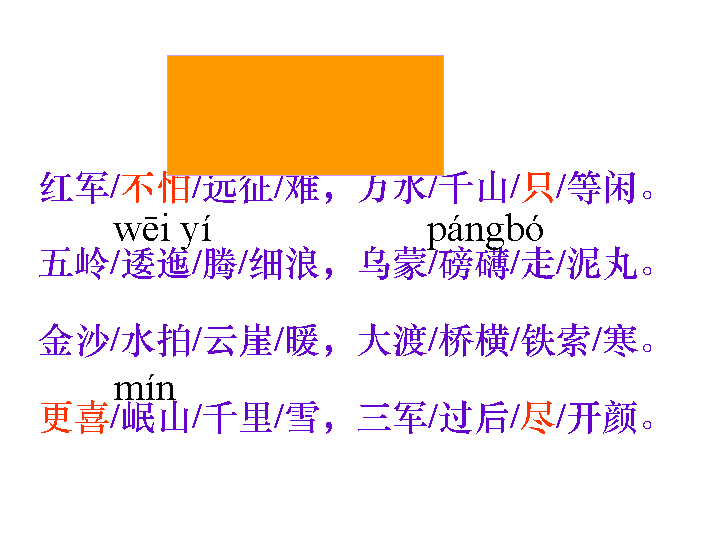 红军/不怕/远征/难，万水/千山/只/等闲。
wēi yí pángbó
五岭/逶迤/腾/细浪，乌蒙/磅礴/走/泥丸。
金沙/水拍/云崖/暖，大渡/桥横/铁索/寒。
mín
更喜/岷山/千里/雪，三军/过后/尽/开颜。